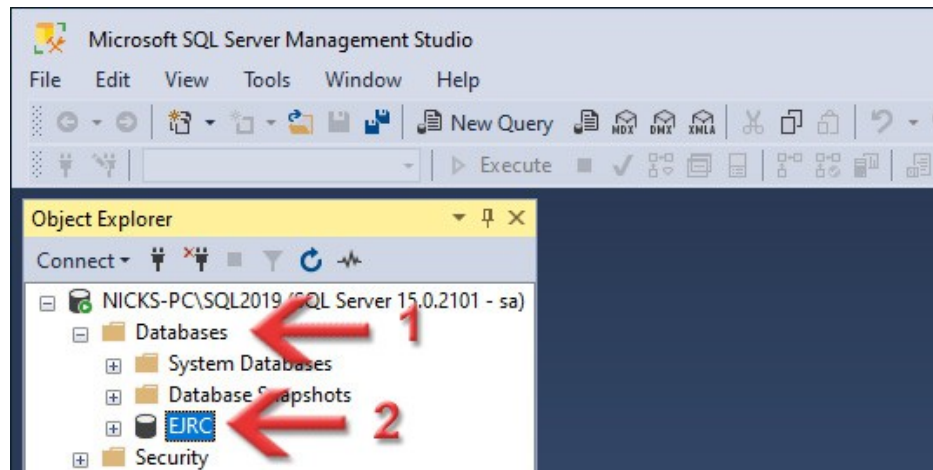 Microsoft SQL Server Management Studio
File Edit View Tools Window Help
New Query MDX DMX XMLA
Execute
Object Explorer
Connect
NICKS-PC\SQL2019 (SQL Server 15.0.2101 - sa)
Databases 1
System Databases
Database Snapshots
EJRC 2
Security